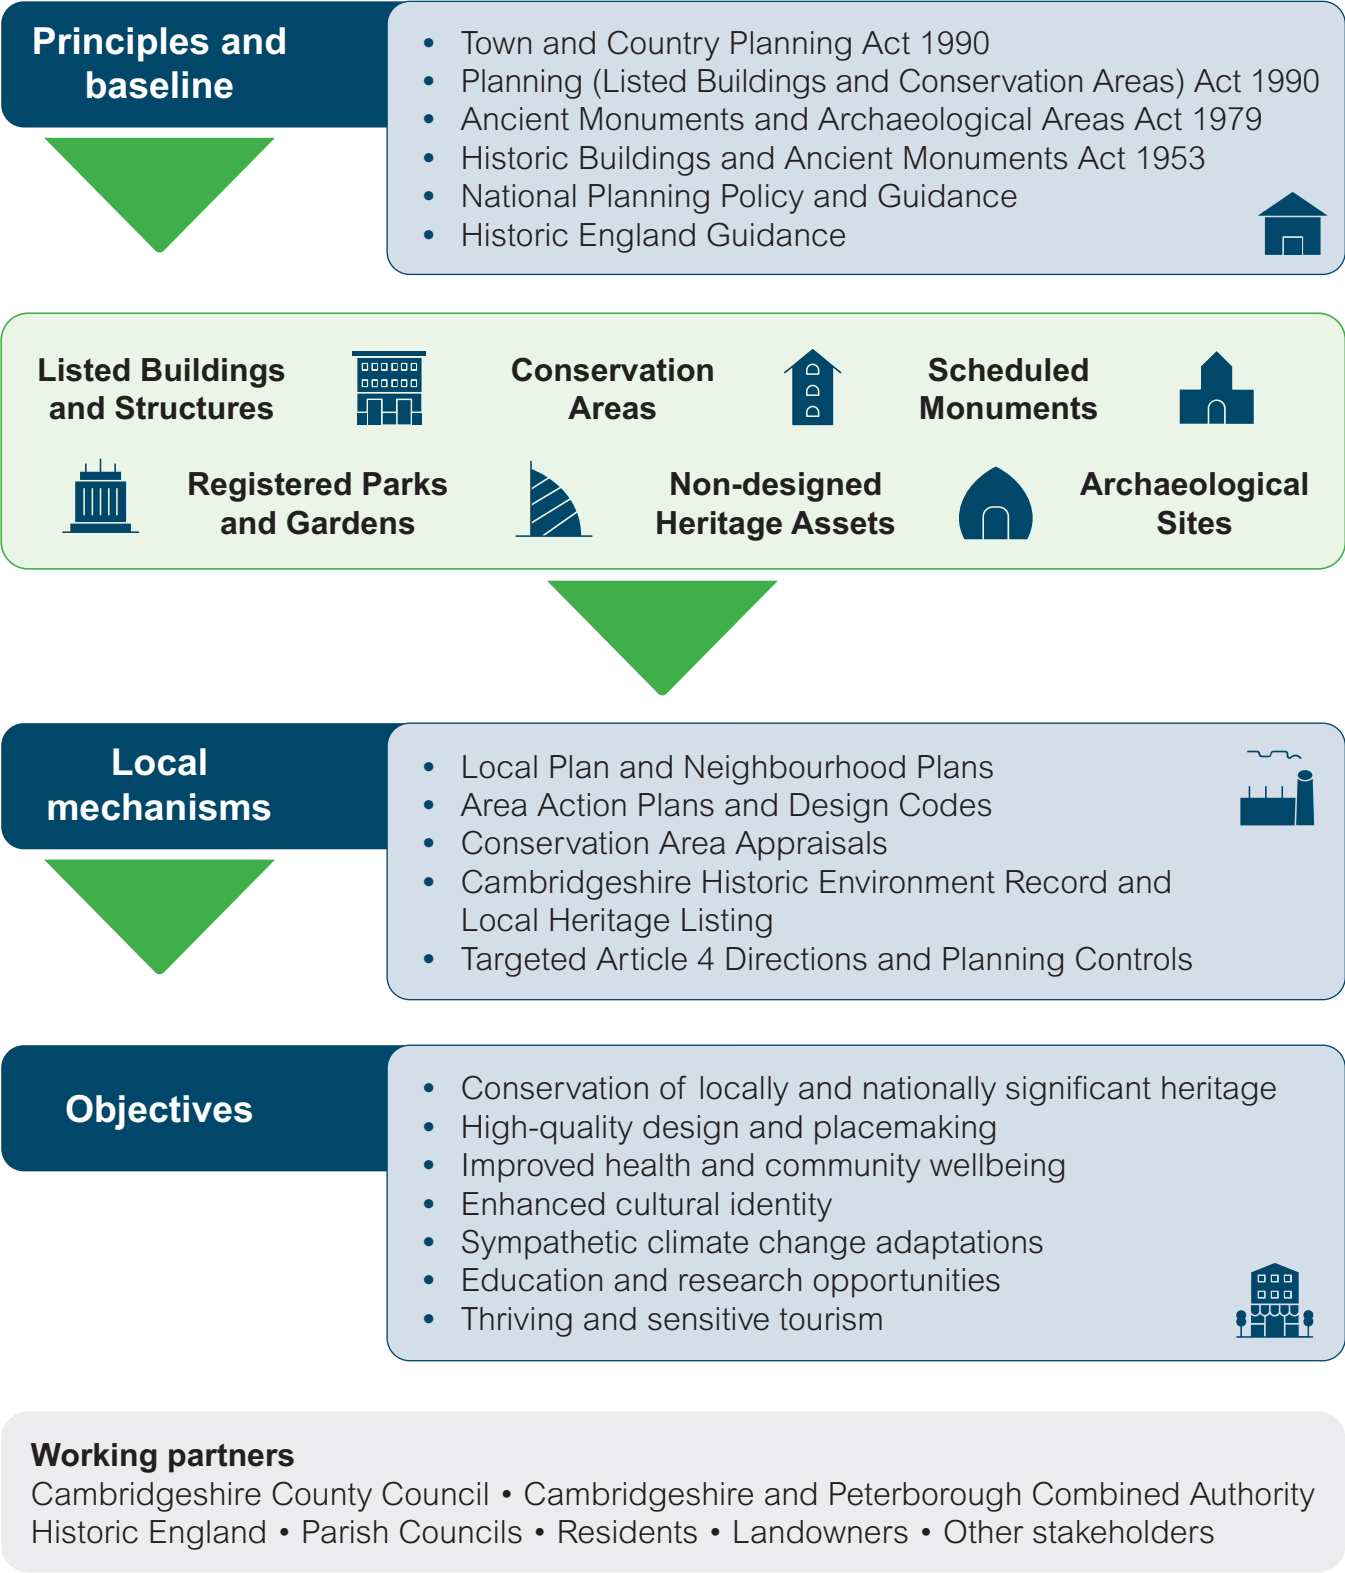 Principles and
baseline
• Town and Country Planning Act 1990
• Planning (Listed Buildings and Conservation Areas) Act 1990
• Ancient Monuments and Archaeological Areas Act 1979
• Historic Buildings and Ancient Monuments Act 1953
• National Planning Policy and Guidance
• Historic England Guidance
Listed Buildings
and Structures
Conservation
Areas
Scheduled
Monuments
Registered Parks
and Gardens
Non-designed
Heritage Assets
Archaeological
Sites
Local
mechanisms
• Local Plan and Neighbourhood Plans
• Area Action Plans and Design Codes
• Conservation Area Appraisals
• Cambridgeshire Historic Environment Record and
Local Heritage Listing
• Targeted Article 4 Directions and Planning Controls
Objectives
• Conservation of locally and nationally significant heritage
• High-quality design and placemaking
• Improved health and community wellbeing
• Enhanced cultural identity
• Sympathetic climate change adaptations
• Education and research opportunities
• Thriving and sensitive tourism
Working partners
Cambridgeshire County Council • Cambridgeshire and Peterborough Combined Authority
Historic England • Parish Councils • Residents • Landowners • Other stakeholders